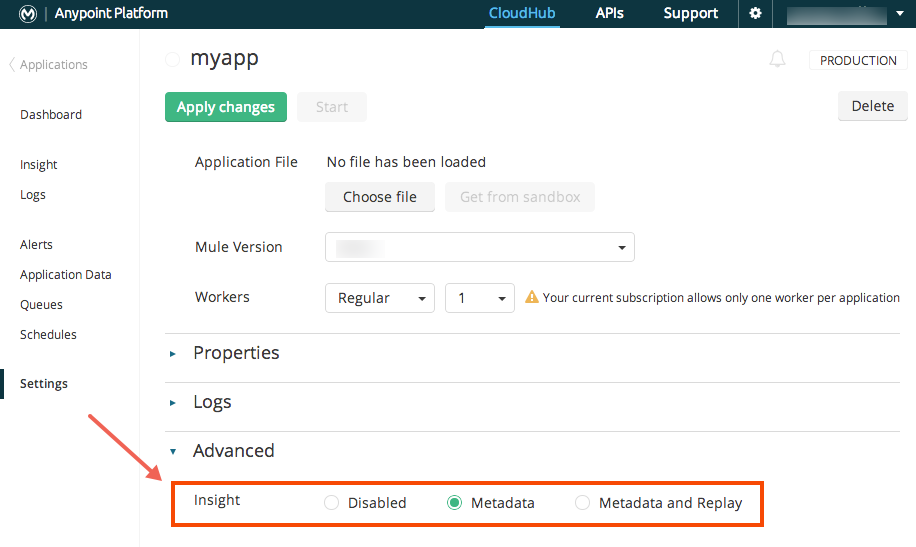 Anypoint Platform CloudHub APIs Support
Applications
Dashboard
Insight
Logs
Alerts
Application Data
Queues
Schedules
Settings
myapp PRODUCTION
Apply changes Start Delete
Application File No file has been loaded
Choose file Get from sandbox
Mule Version
Workers Regular 1 Your current subscription allows only one worker per application
Properties
Logs
Advanced
Insight Disabled Metadata Metadata and Replay